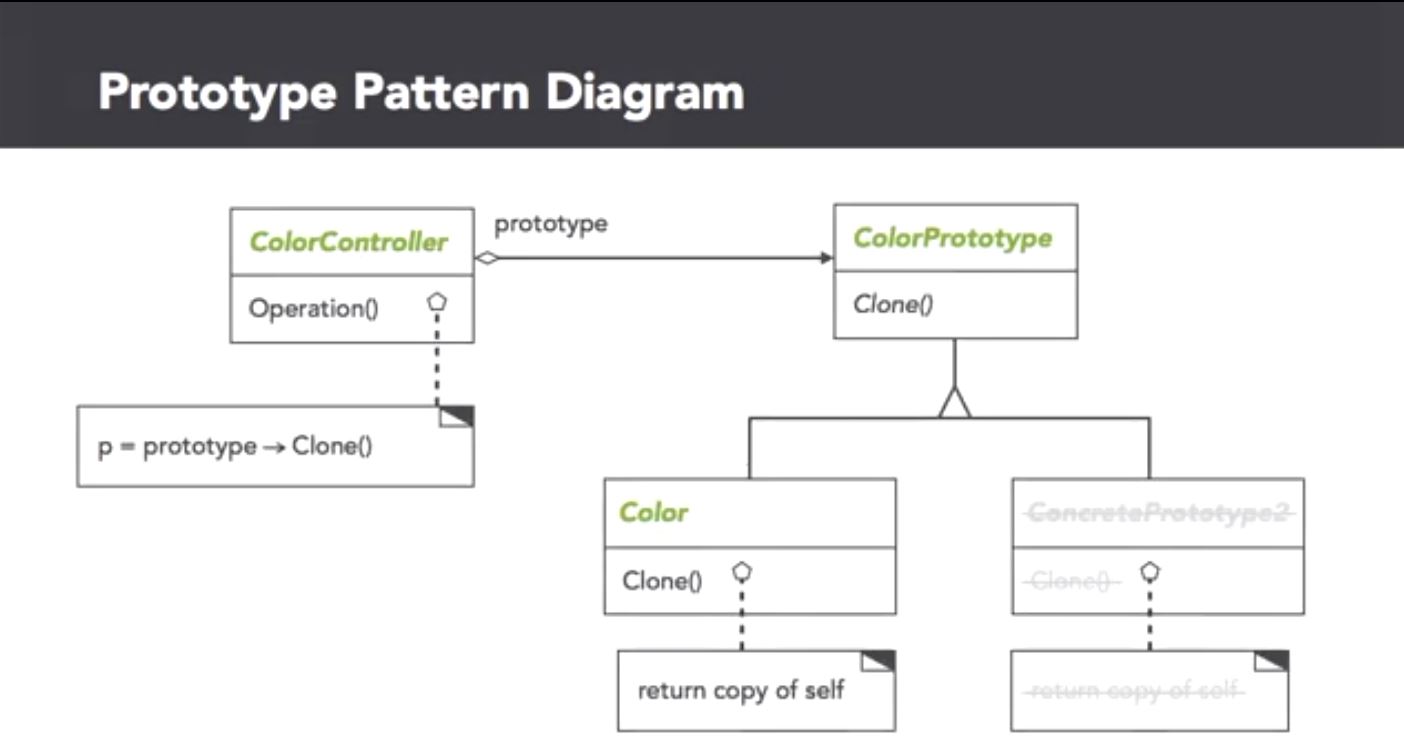 Prototype Pattern Diagram
ColorController
prototype
ColorPrototype
Operation()
Clone()
p = prototype → Clone()
Color
ConcretePrototype2
Clone()
Clone()
return copy of self
return copy of self